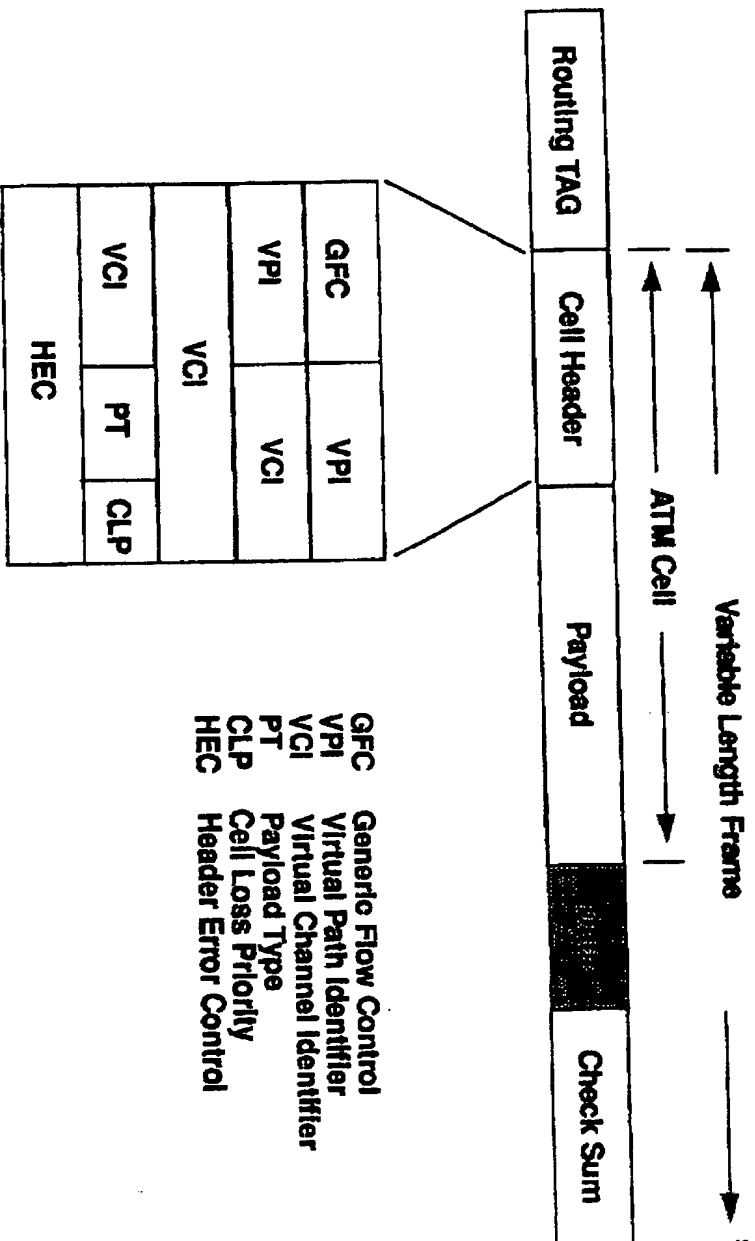 Variable Length Frame
ATM Cell
Routing TAG
Cell Header
Payload
Check Sum
GFC
VPI
VPI
VCI
VCI
VCI
PT
CLP
HEC
GFC Generic Flow Control
VPI Virtual Path Identifier
VCI Virtual Channel Identifier
PT Payload Type
CLP Cell Loss Priority
HEC Header Error Control